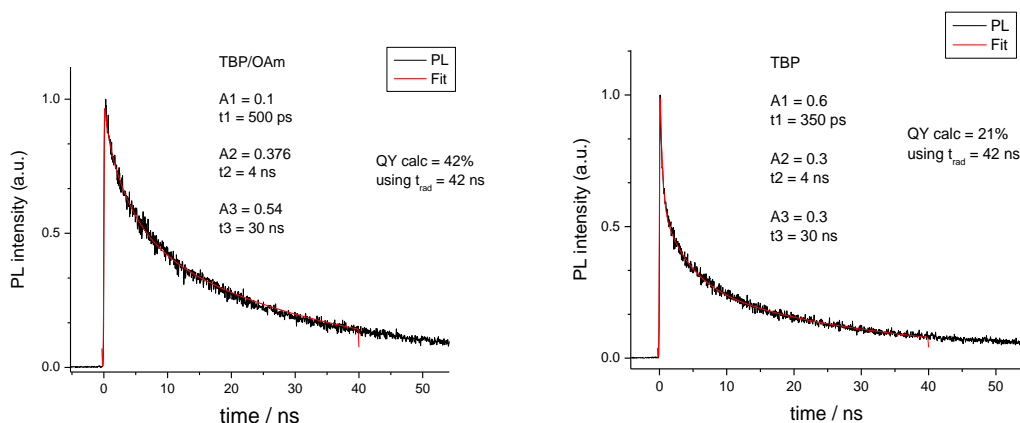 TBP/OAm
PL
Fit
A1 = 0.1
t1 = 500 ps
A2 = 0.376
t2 = 4 ns
A3 = 0.54
t3 = 30 ns
QY calc = 42%
using t_rad = 42 ns
PL intensity (a.u.)
1.0
0.5
0.0
0 10 20 30 40 50
time / ns
TBP
PL
Fit
A1 = 0.6
t1 = 350 ps
A2 = 0.3
t2 = 4 ns
A3 = 0.3
t3 = 30 ns
QY calc = 21%
using t_rad = 42 ns
PL intensity (a.u.)
1.0
0.5
0.0
0 10 20 30 40 50
time / ns